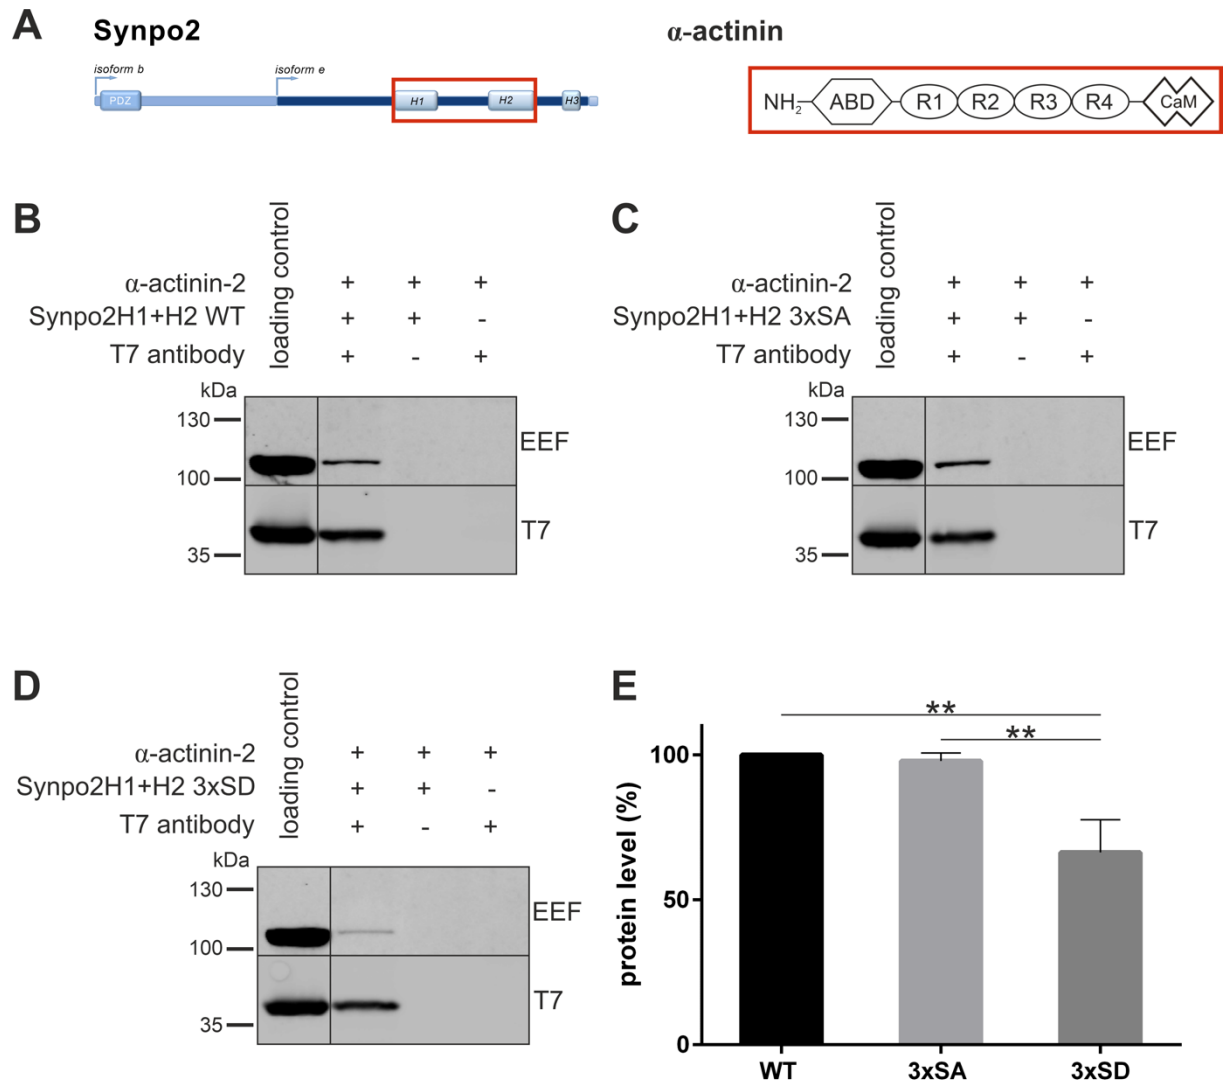 A
Synpo2
α-actinin
isoform b
isoform e
PDZ
H1
H2
H3
NH2
ABD
R1
R2
R3
R4
CaM
B
loading control
α-actinin-2 + + +
Synpo2H1+H2 WT + + -
T7 antibody + - +
kDa
130
100
35
EEF
T7
C
loading control
α-actinin-2 + + +
Synpo2H1+H2 3xSA + + -
T7 antibody + - +
kDa
130
100
35
EEF
T7
D
loading control
α-actinin-2 + + +
Synpo2H1+H2 3xSD + + -
T7 antibody + - +
kDa
130
100
35
EEF
T7
E
**
**
protein level (%)
100
50
0
WT
3xSA
3xSD